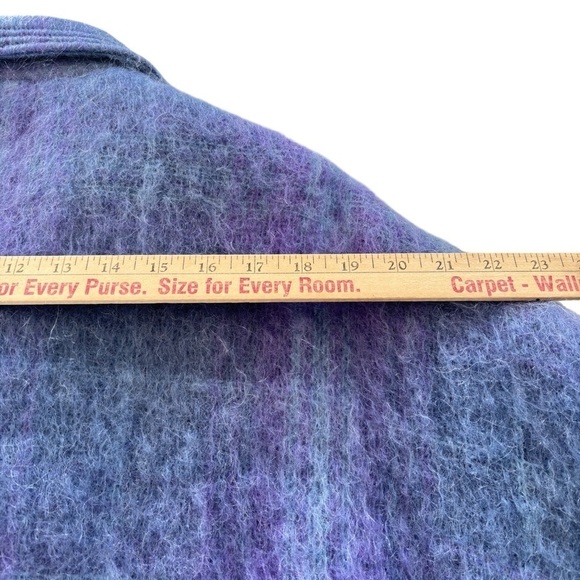 12 13 14 15 16 17 18 19 20 21 22 23
or Every Purse. Size for Every Room. Carpet - Wall